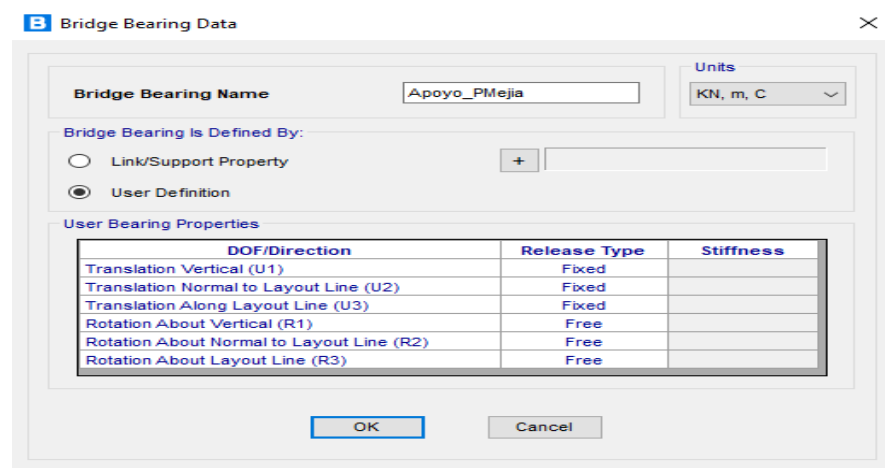 B Bridge Bearing Data
Units
Bridge Bearing Name Apoyo_PMejia KN, m, C
Bridge Bearing Is Defined By:
Link/Support Property +
User Definition
User Bearing Properties
DOF/Direction Release Type Stiffness
Translation Vertical (U1) Fixed
Translation Normal to Layout Line (U2) Fixed
Translation Along Layout Line (U3) Fixed
Rotation About Vertical (R1) Free
Rotation About Normal to Layout Line (R2) Free
Rotation About Layout Line (R3) Free
OK Cancel